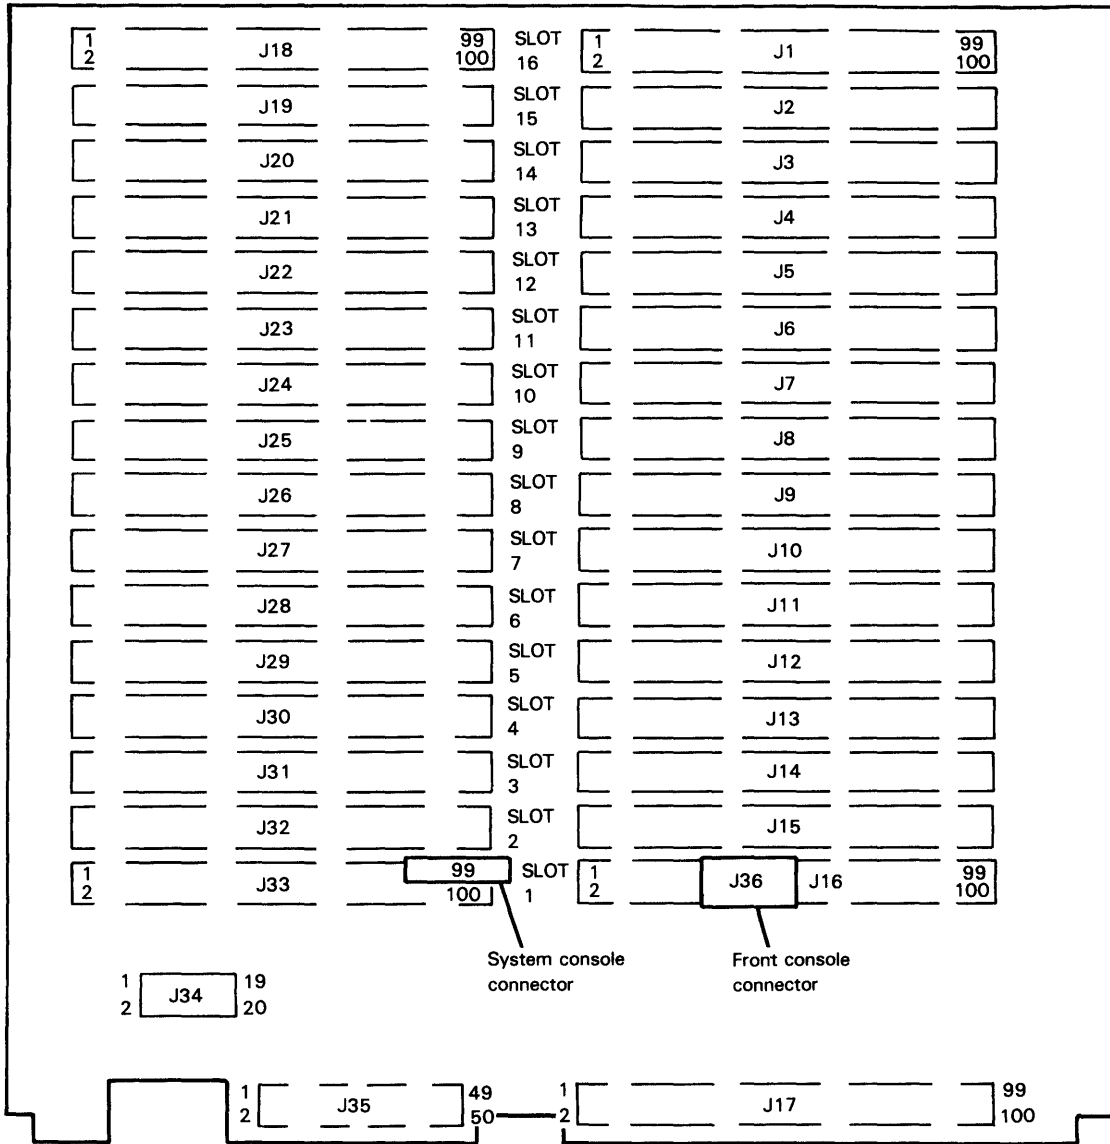 1 J18 99 SLOT 1 J1 99
2 100 16 2 100
J19 SLOT 15 J2
J20 SLOT 14 J3
J21 SLOT 13 J4
J22 SLOT 12 J5
J23 SLOT 11 J6
J24 SLOT 10 J7
J25 SLOT 9 J8
J26 SLOT 8 J9
J27 SLOT 7 J10
J28 SLOT 6 J11
J29 SLOT 5 J12
J30 SLOT 4 J13
J31 SLOT 3 J14
J32 SLOT 2 J15
1 J33 99 SLOT 1 J36 J16 99
2 100 1 2 100
System console
connector
Front console
connector
1 J34 19
2 20
1 J35 49 1 J17 99
2 50 2 100